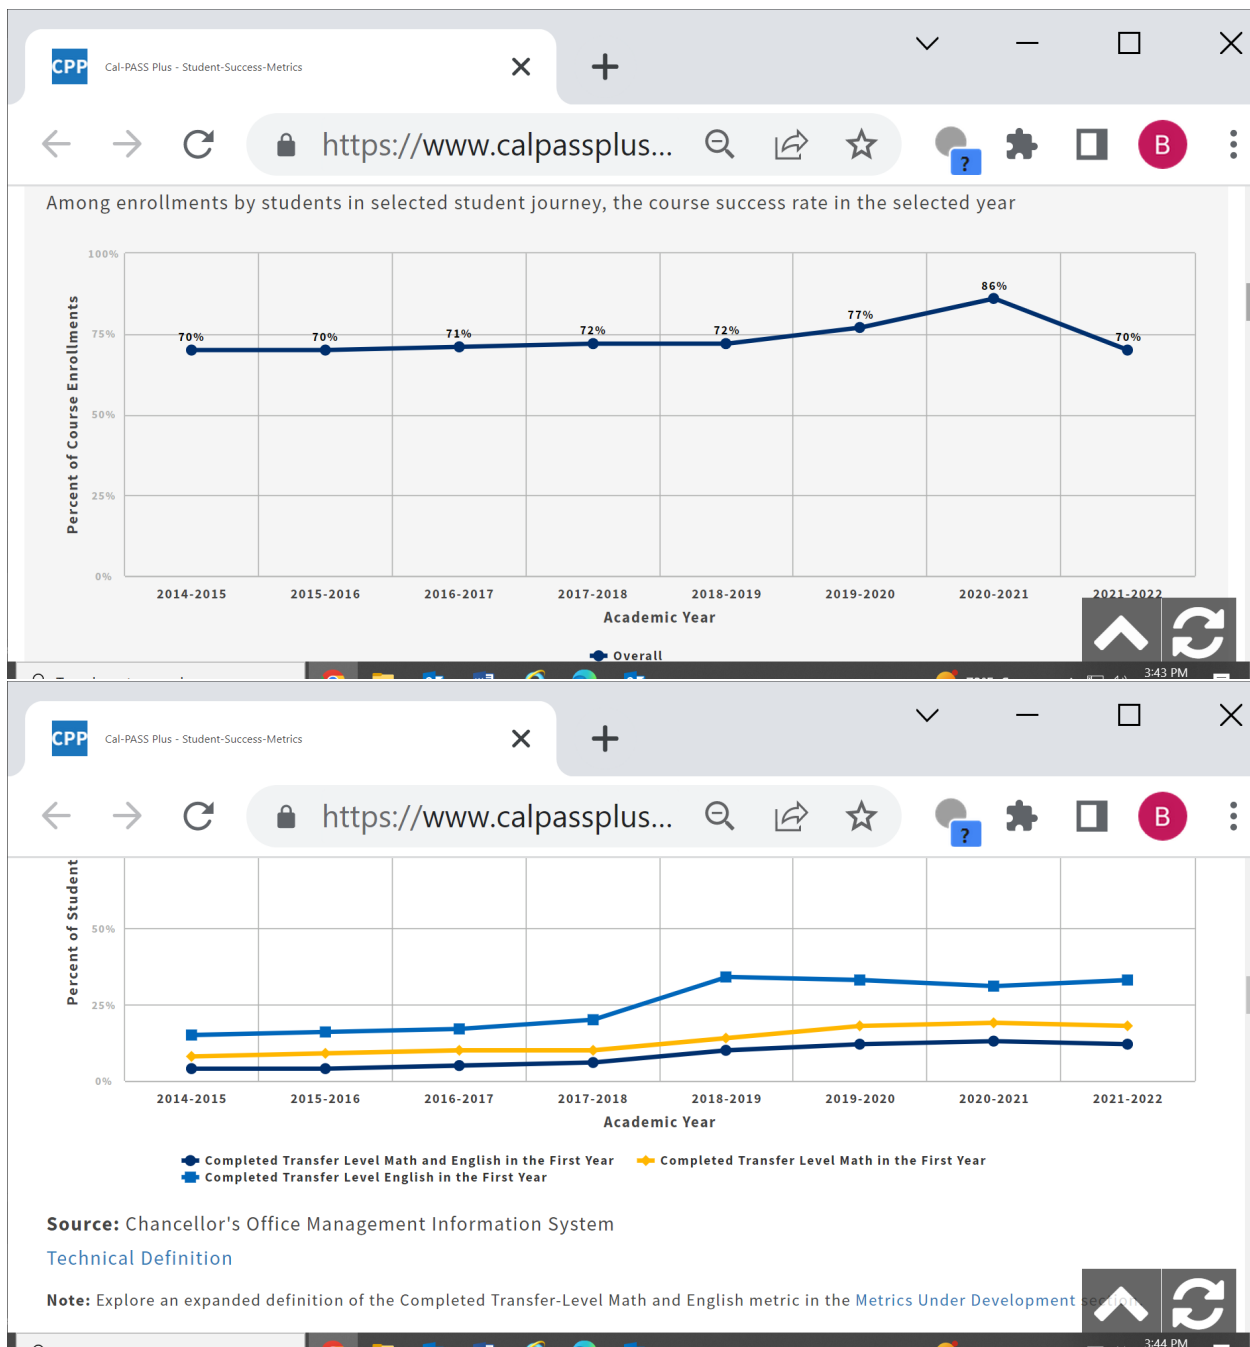 CPP Cal-PASS Plus - Student-Success-Metrics
https://www.calpassplus... ? B
Among enrollments by students in selected student journey, the course success rate in the selected year
Percent of Course Enrollments
100%
75%
50%
25%
0%
70% 70% 71% 72% 72% 77% 86% 70%
2014-2015 2015-2016 2016-2017 2017-2018 2018-2019 2019-2020 2020-2021 2021-2022
Academic Year
Overall
3:43 PM
CPP Cal-PASS Plus - Student-Success-Metrics
https://www.calpassplus... ? B
Percent of Student
50%
25%
0%
2014-2015 2015-2016 2016-2017 2017-2018 2018-2019 2019-2020 2020-2021 2021-2022
Academic Year
Completed Transfer Level Math and English in the First Year Completed Transfer Level Math in the First Year
Completed Transfer Level English in the First Year
Source: Chancellor's Office Management Information System
Technical Definition
Note: Explore an expanded definition of the Completed Transfer-Level Math and English metric in the Metrics Under Development section.
3:44 PM